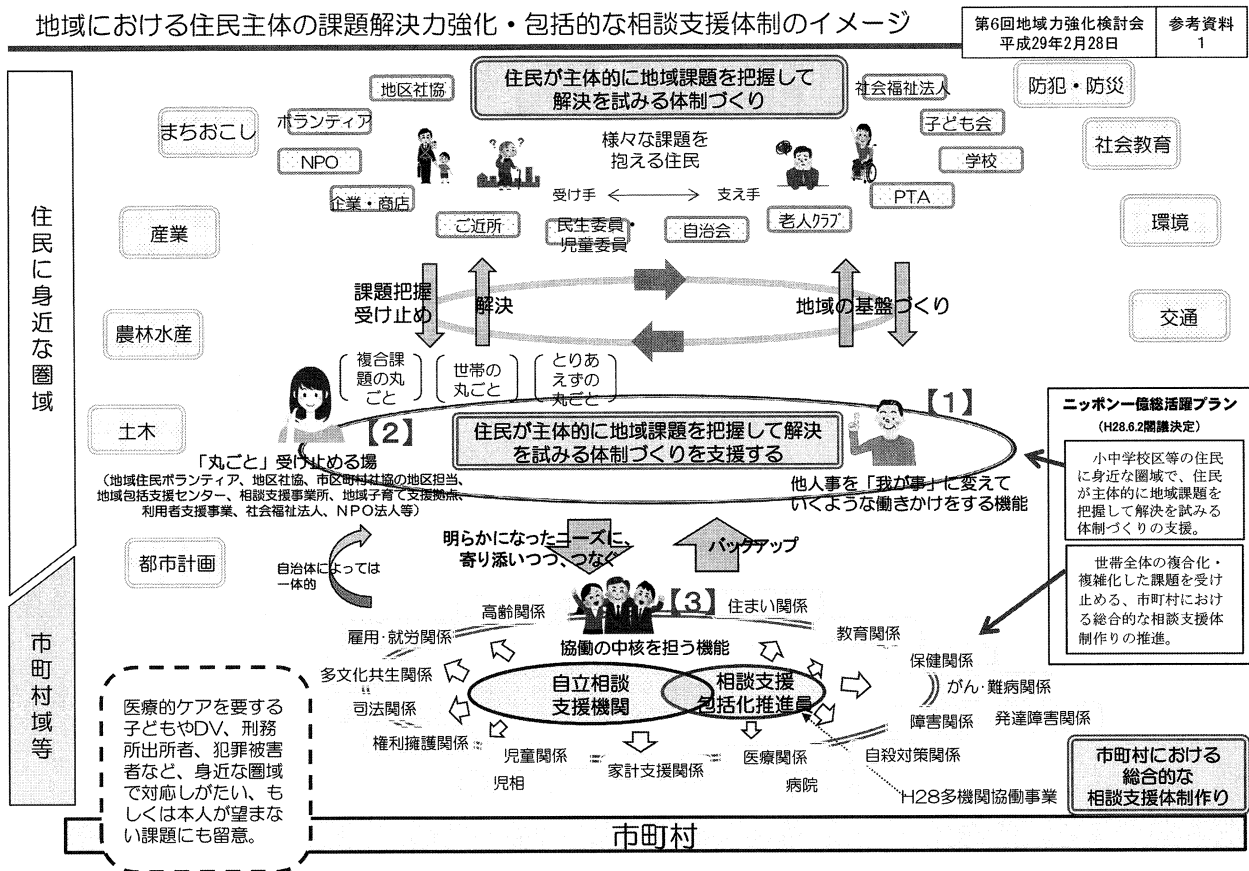 地域における住民主体の課題解決力強化・包括的な相談支援体制のイメージ
第6回地域力強化検討会
平成29年2月28日
参考資料
1
住民に身近な圏域
市町村域等
住民が主体的に地域課題を把握して
解決を試みる体制づくり
地区社協
社会福祉法人
防犯・防災
まちおこし
ボランティア
子ども会
社会教育
NPO
様々な課題を
抱える住民
学校
企業・商店
受け手
支え手
PTA
ご近所
民生委員・
児童委員
自治会
老人クラブ
産業
環境
課題把握
受け止め
解決
地域の基盤づくり
農林水産
交通
複合課
題の丸
ごと
世帯の
丸ごと
とりあ
えずの
丸ごと
土木
【2】
住民が主体的に地域課題を把握して解決
を試みる体制づくりを支援する
【1】
「丸ごと」受け止める場
（地域住民ボランティア、地区社協、市区町村社協の地区担当、
地域包括支援センター、相談支援事業所、地域子育て支援拠点、
利用者支援事業、社会福祉法人、NPO法人等）
他人事を「我が事」に変えて
いくような働きかけをする機能
ニッポン一億総活躍プラン
（H28.6.2閣議決定）
小中学校区等の住民
に身近な圏域で、住民
が主体的に地域課題を
把握して解決を試みる
体制づくりの支援。
世帯全体の複合化・
複雑化した課題を受け
止める、市町村におけ
る総合的な相談支援体
制作りの推進。
都市計画
自治体によっては
一体的
明らかになったニーズに、
寄り添いつつ、つなぐ
バックアップ
【3】
協働の中核を担う機能
自立相談
支援機関
相談支援
包括化推進員
高齢関係
住まい関係
雇用・就労関係
教育関係
多文化共生関係
保健関係
司法関係
がん・難病関係
権利擁護関係
障害関係
発達障害関係
児童関係
児相
家計支援関係
医療関係
病院
自殺対策関係
H28多機関協働事業
市町村における
総合的な
相談支援体制作り
医療的ケアを要する
子どもやDV、刑務
所出所者、犯罪被害
者など、身近な圏域
で対応しがたい、も
しくは本人が望まな
い課題にも留意。
市町村